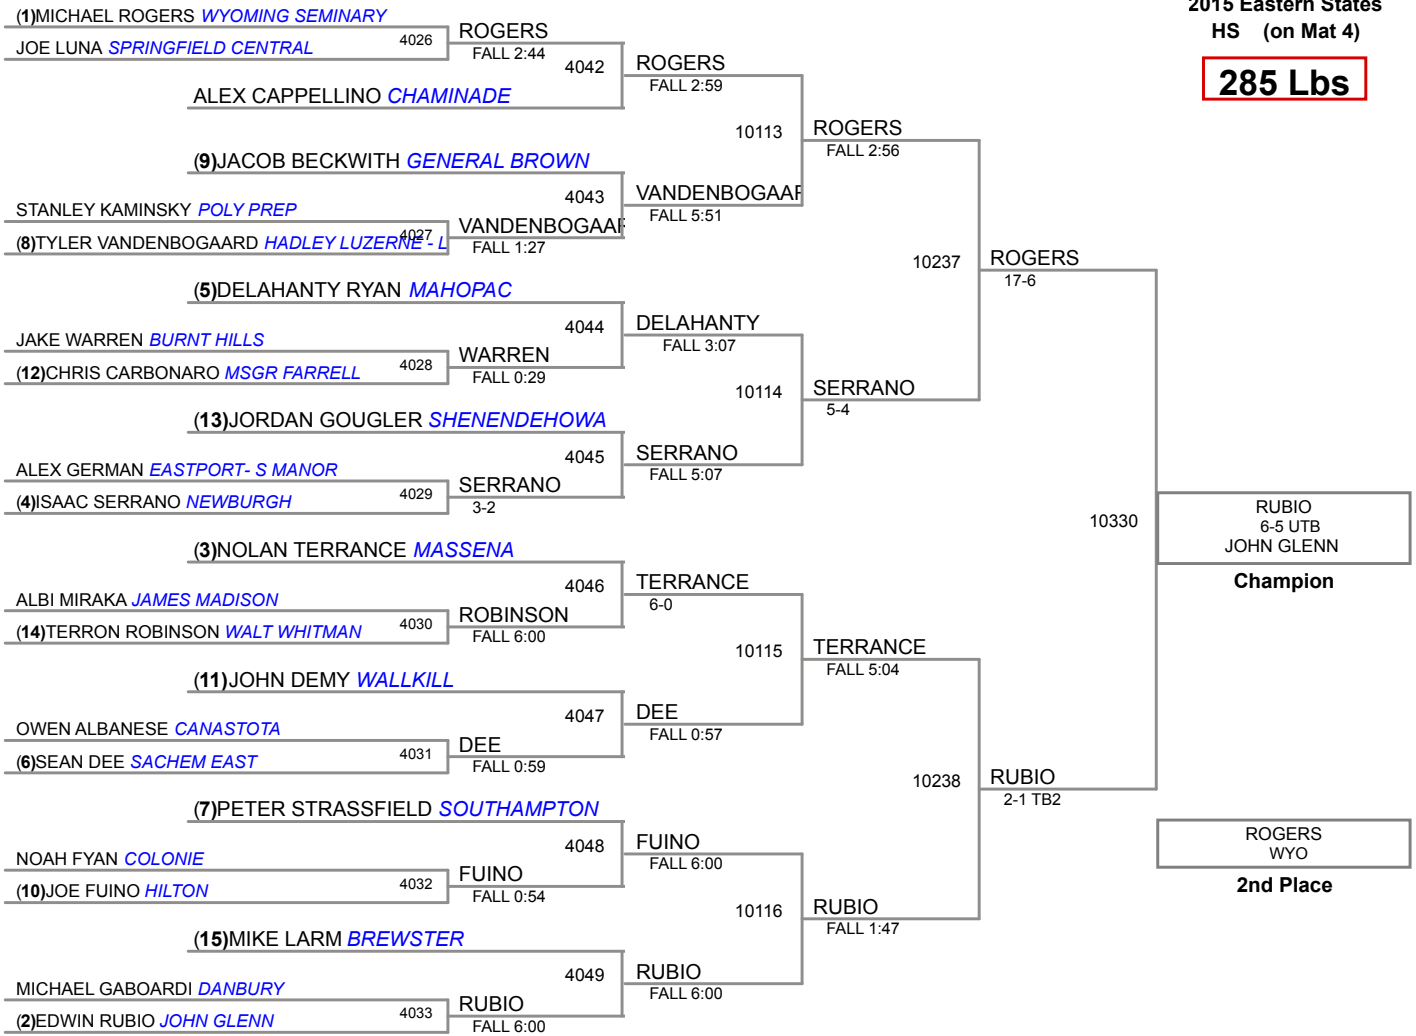 2015 Eastern States
HS (on Mat 4)
285 Lbs
(1)MICHAEL ROGERS WYOMING SEMINARY
JOE LUNA SPRINGFIELD CENTRAL
4026
ROGERS
FALL 2:44
ALEX CAPPELLINO CHAMINADE
4042
ROGERS
FALL 2:59
(9)JACOB BECKWITH GENERAL BROWN
STANLEY KAMINSKY POLY PREP
(8)TYLER VANDENBOGAARD HADLEY LUZERNE - L
4027
VANDENBOGAAR
FALL 1:27
4043
VANDENBOGAAR
FALL 5:51
10113
ROGERS
FALL 2:56
(5)DELAHANTY RYAN MAHOPAC
JAKE WARREN BURNT HILLS
(12)CHRIS CARBONARO MSGR FARRELL
4028
WARREN
FALL 0:29
4044
DELAHANTY
FALL 3:07
(13)JORDAN GOUGLER SHENENDEHOWA
ALEX GERMAN EASTPORT- S MANOR
(4)ISAAC SERRANO NEWBURGH
4029
SERRANO
3-2
4045
SERRANO
FALL 5:07
10114
SERRANO
5-4
10237
ROGERS
17-6
(3)NOLAN TERRANCE MASSENA
ALBI MIRAKA JAMES MADISON
(14)TERRON ROBINSON WALT WHITMAN
4030
ROBINSON
FALL 6:00
4046
TERRANCE
6-0
(11)JOHN DEMY WALLKILL
OWEN ALBANESE CANASTOTA
(6)SEAN DEE SACHEM EAST
4031
DEE
FALL 0:59
4047
DEE
FALL 0:57
10115
TERRANCE
FALL 5:04
(7)PETER STRASSFIELD SOUTHAMPTON
NOAH FYAN COLONIE
(10)JOE FUINO HILTON
4032
FUINO
FALL 0:54
4048
FUINO
FALL 6:00
(15)MIKE LARM BREWSTER
MICHAEL GABOARDI DANBURY
(2)EDWIN RUBIO JOHN GLENN
4033
RUBIO
FALL 6:00
4049
RUBIO
FALL 6:00
10116
RUBIO
FALL 1:47
10238
RUBIO
2-1 TB2
10330
RUBIO
6-5 UTB
JOHN GLENN
Champion
ROGERS
WYO
2nd Place